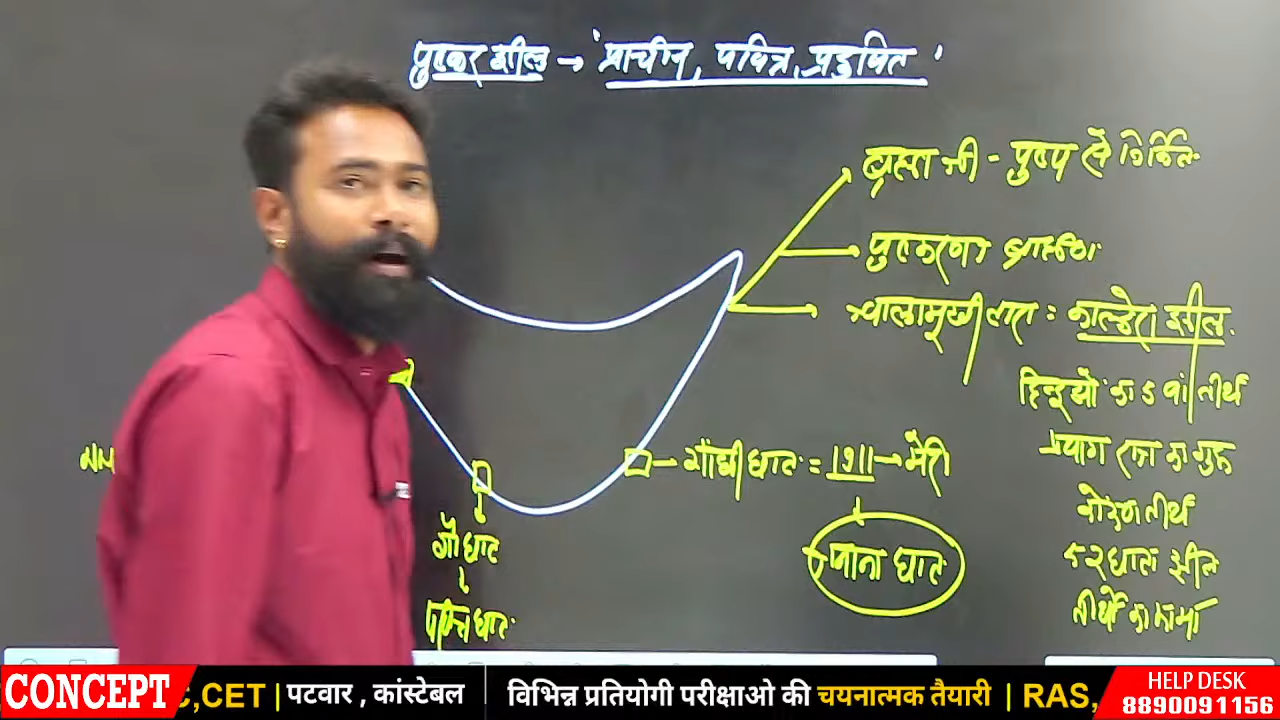 पुष्कर झील → 'प्राचीन, पवित्र, प्रदुषित'
ब्रह्मा जी - पुष्प से निर्मित
पुष्करणा ब्राह्मण
ज्वालामुखी = काल्डेरा झील.
हिन्दुओं का 5 वां तीर्थ
प्रयाग राज का गुरु
गाँधी घाट = 1911 → मेरी
जाना घाट
गौ घाट
52 घाट झील
तीर्थों का मामा
घाट
CONCEPT
C,CET | पटवार , कांस्टेबल | विभिन्न प्रतियोगी परीक्षाओ की चयनात्मक तैयारी | RAS,
HELP DESK
8890091156